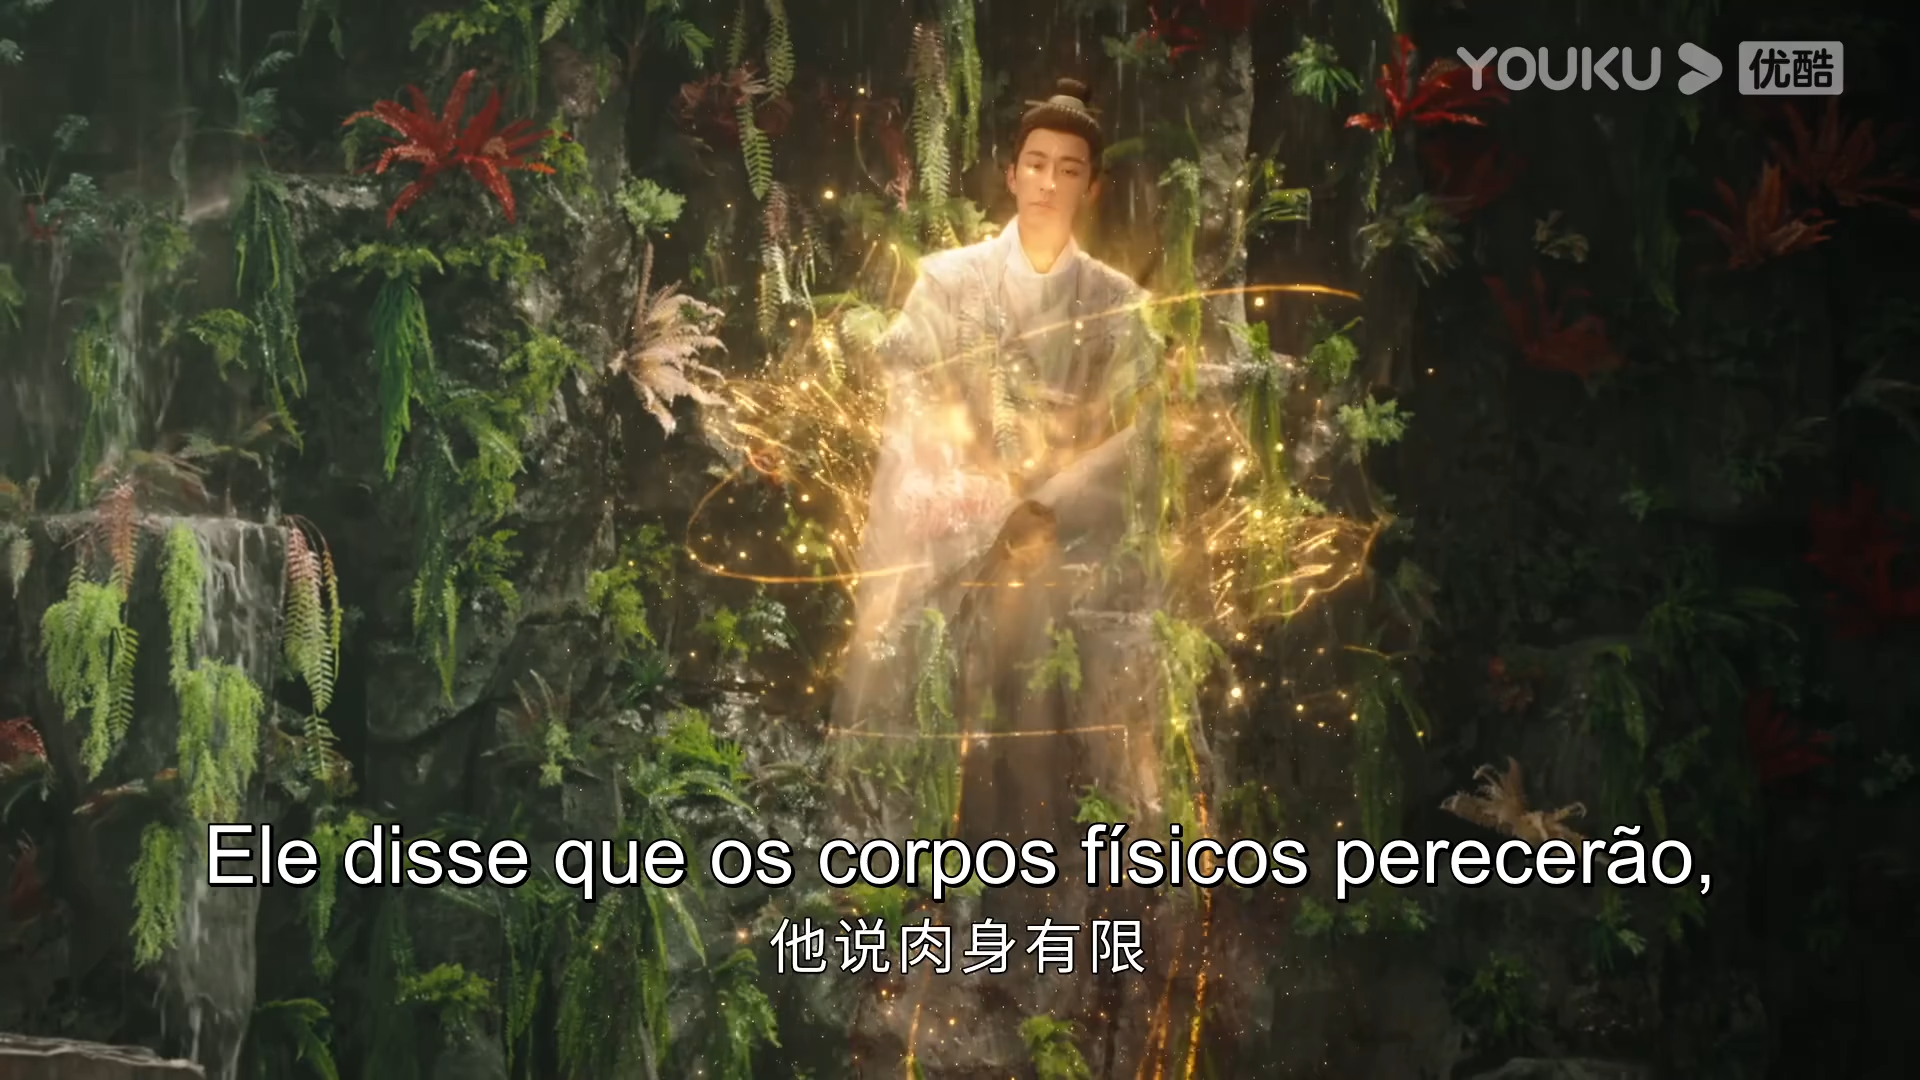 YOUKU 优酷
Ele disse que os corpos físicos perecerão,
他说肉身有限